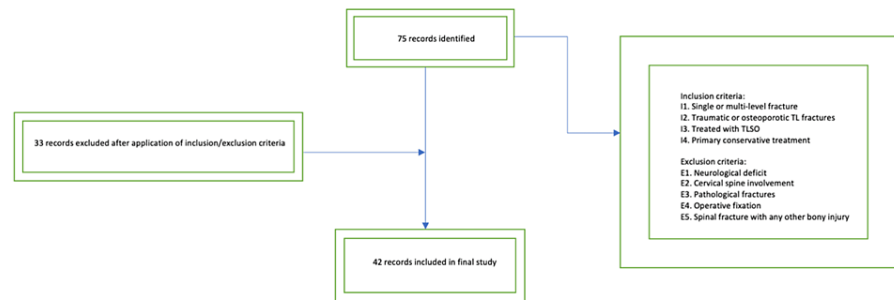 75 records identified
33 records excluded after application of inclusion/exclusion criteria
42 records included in final study
Inclusion criteria:
I1. Single or multi-level fracture
I2. Traumatic or osteoporotic TL fractures
I3. Treated with TLSO
I4. Primary conservative treatment
Exclusion criteria:
E1. Neurological deficit
E2. Cervical spine involvement
E3. Pathological fractures
E4. Operative fixation
E5. Spinal fracture with any other bony injury